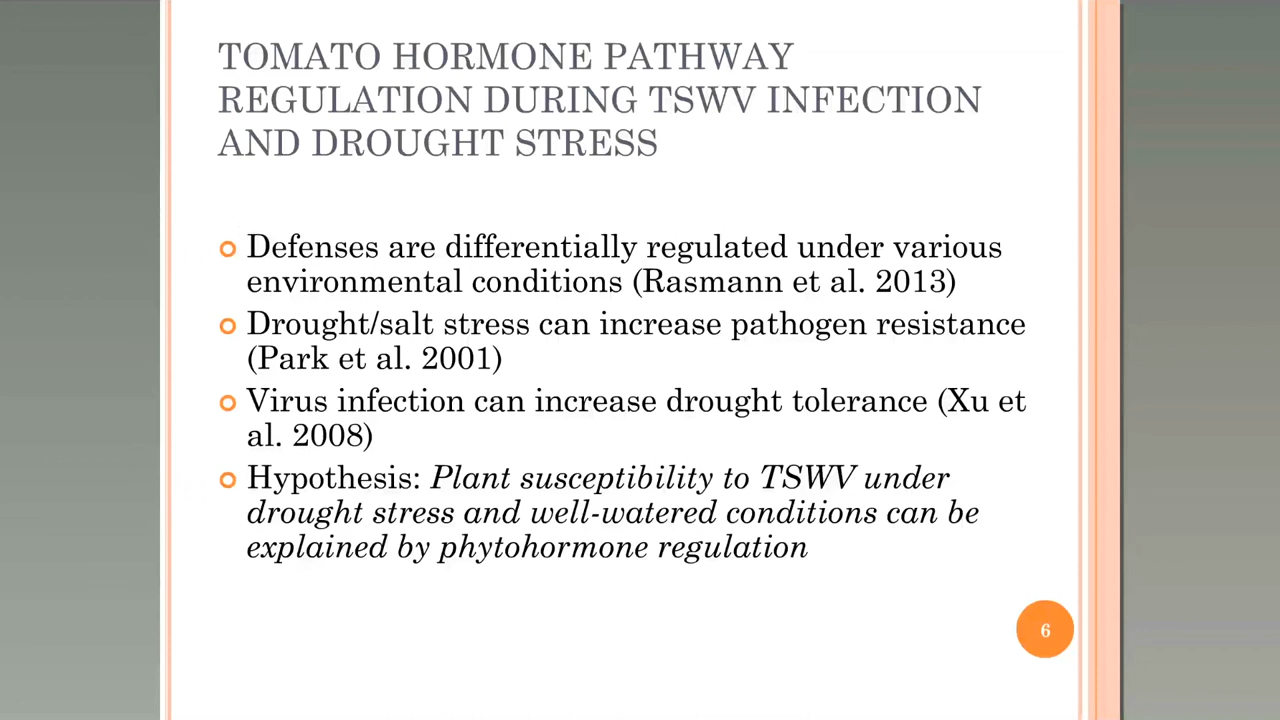 TOMATO HORMONE PATHWAY
REGULATION DURING TSWV INFECTION
AND DROUGHT STRESS
Defenses are differentially regulated under various
environmental conditions (Rasmann et al. 2013)
Drought/salt stress can increase pathogen resistance
(Park et al. 2001)
Virus infection can increase drought tolerance (Xu et
al. 2008)
Hypothesis: Plant susceptibility to TSWV under
drought stress and well-watered conditions can be
explained by phytohormone regulation
6